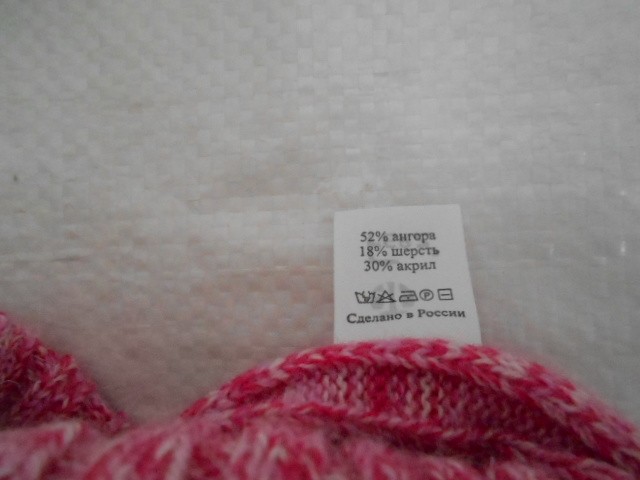 52% ангора
18% шерсть
30% акрил
Сделано в России